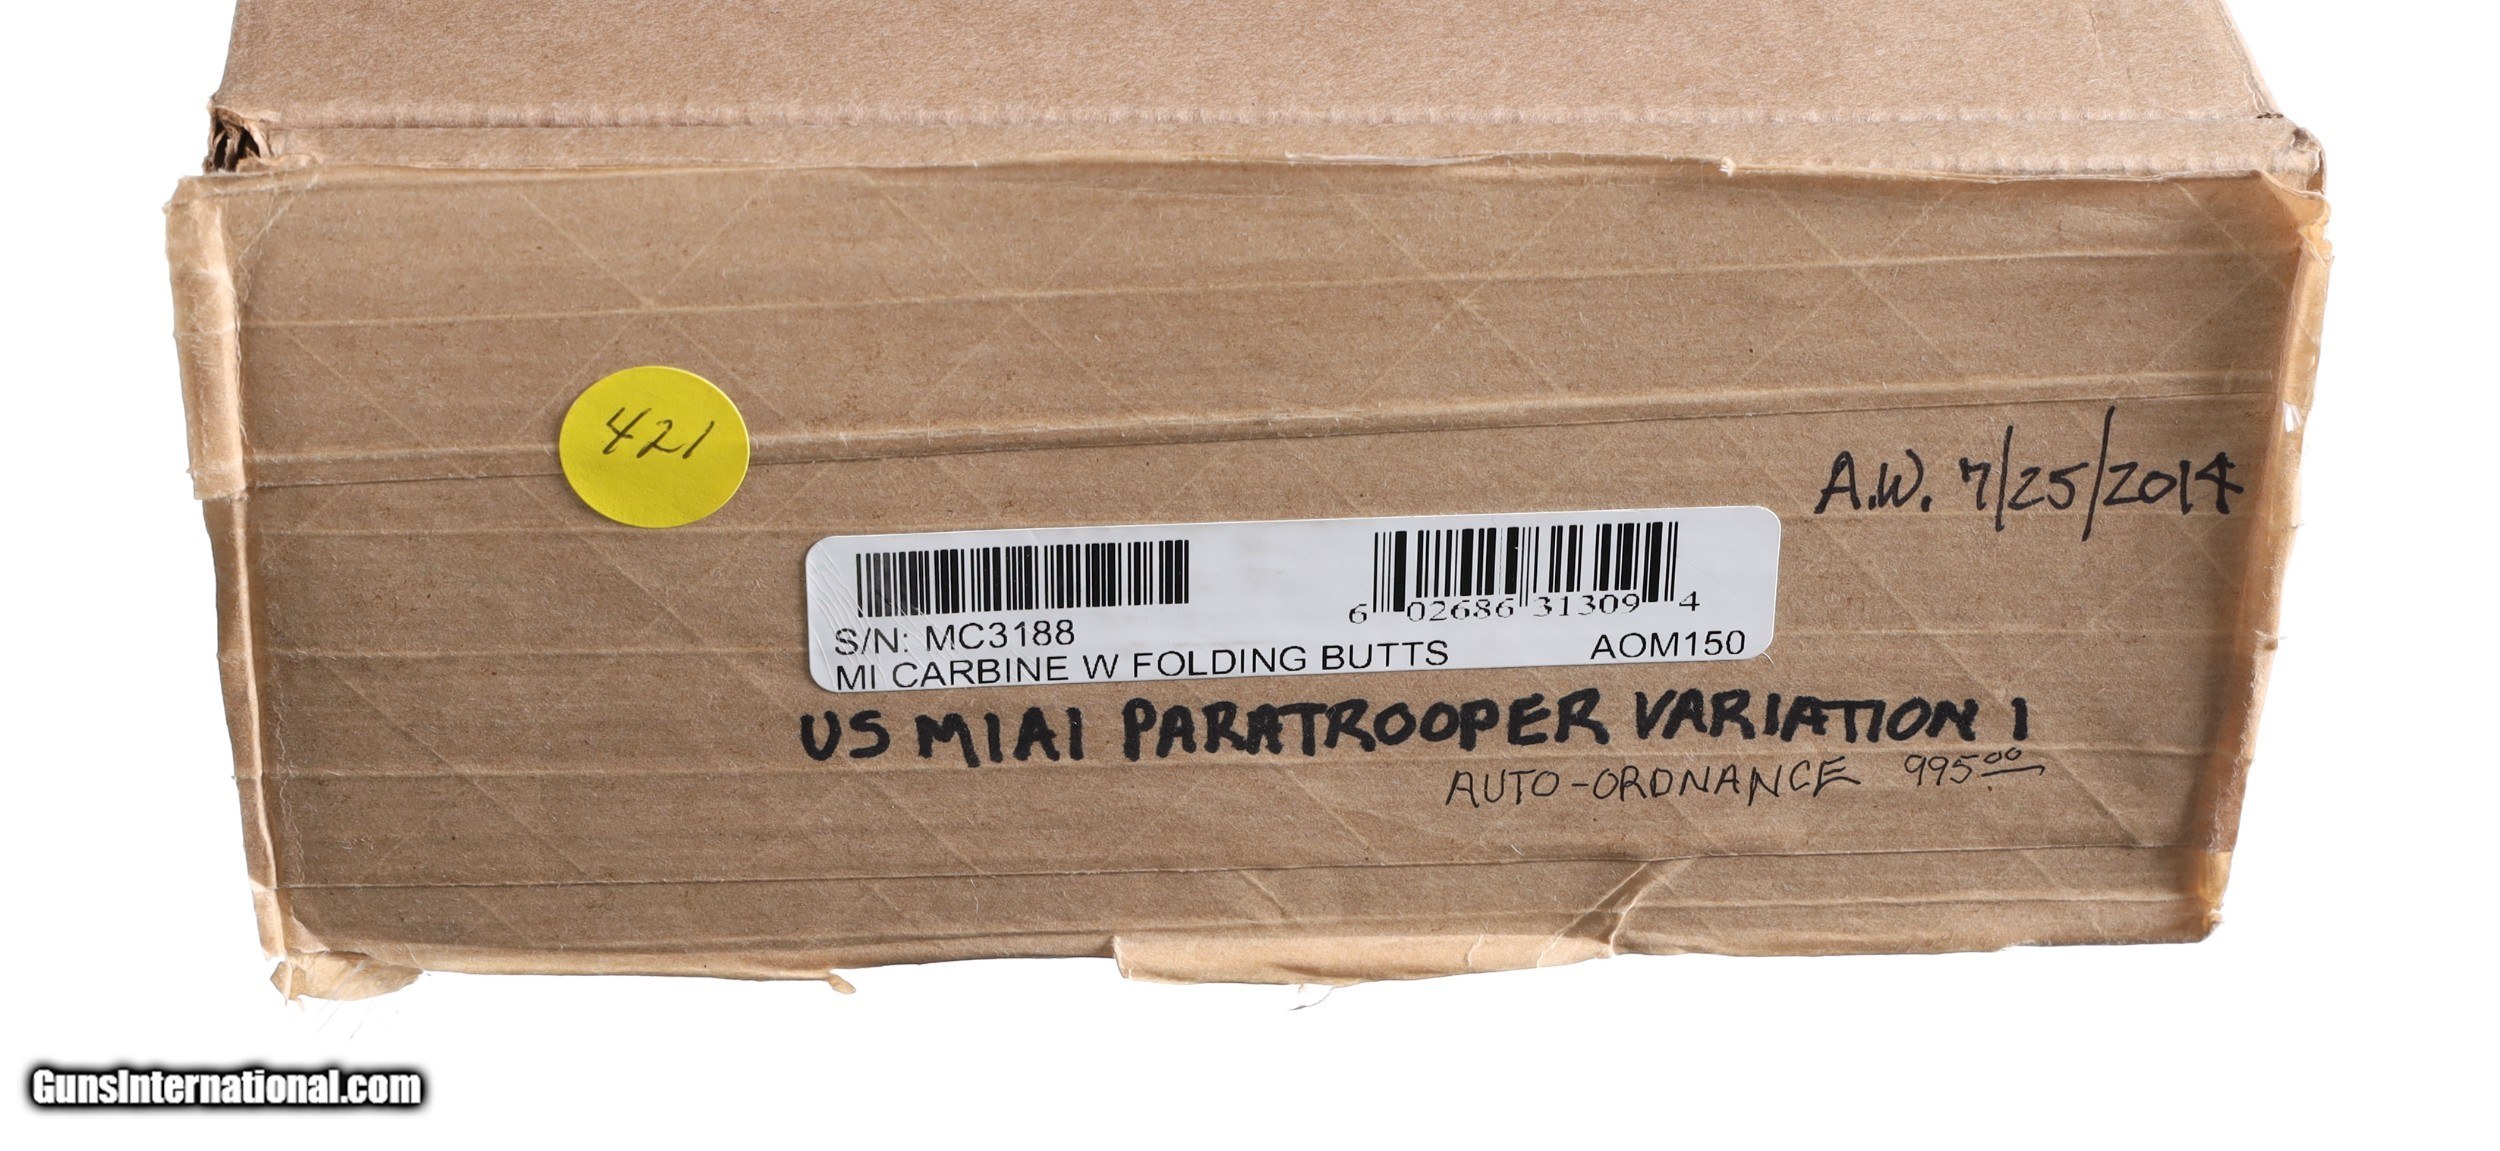 421
A.W. 7/25/2014
6 02686 31309 4
S/N: MC3188
MI CARBINE W FOLDING BUTTS AOM150
US M1A1 PARATROOPER VARIATION 1
AUTO-ORDNANCE 995.00
GunsInternational.com